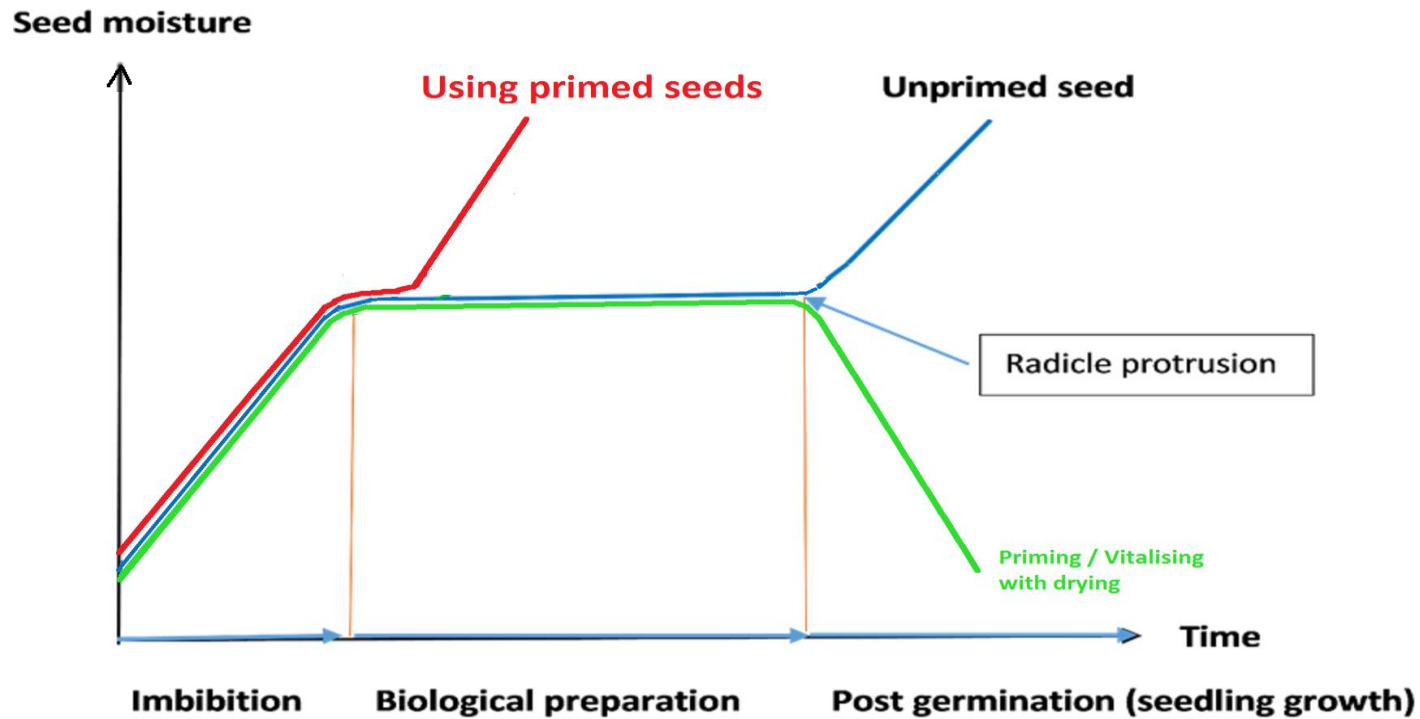 Seed moisture
Using primed seeds
Unprimed seed
Radicle protrusion
Priming / Vitalising
with drying
Time
Imbibition
Biological preparation
Post germination (seedling growth)